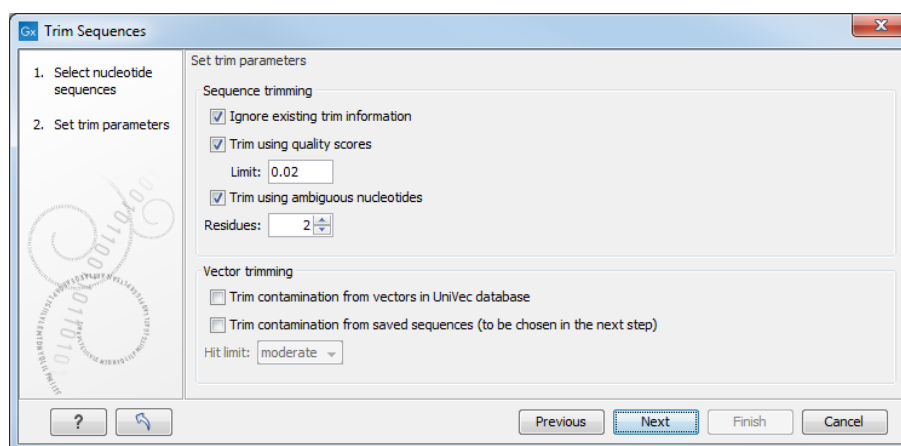 Gx Trim Sequences
1. Select nucleotide
sequences
2. Set trim parameters
Set trim parameters
Sequence trimming
Ignore existing trim information
Trim using quality scores
Limit: 0.02
Trim using ambiguous nucleotides
Residues: 2
Vector trimming
Trim contamination from vectors in UniVec database
Trim contamination from saved sequences (to be chosen in the next step)
Hit limit: moderate
? Previous Next Finish Cancel